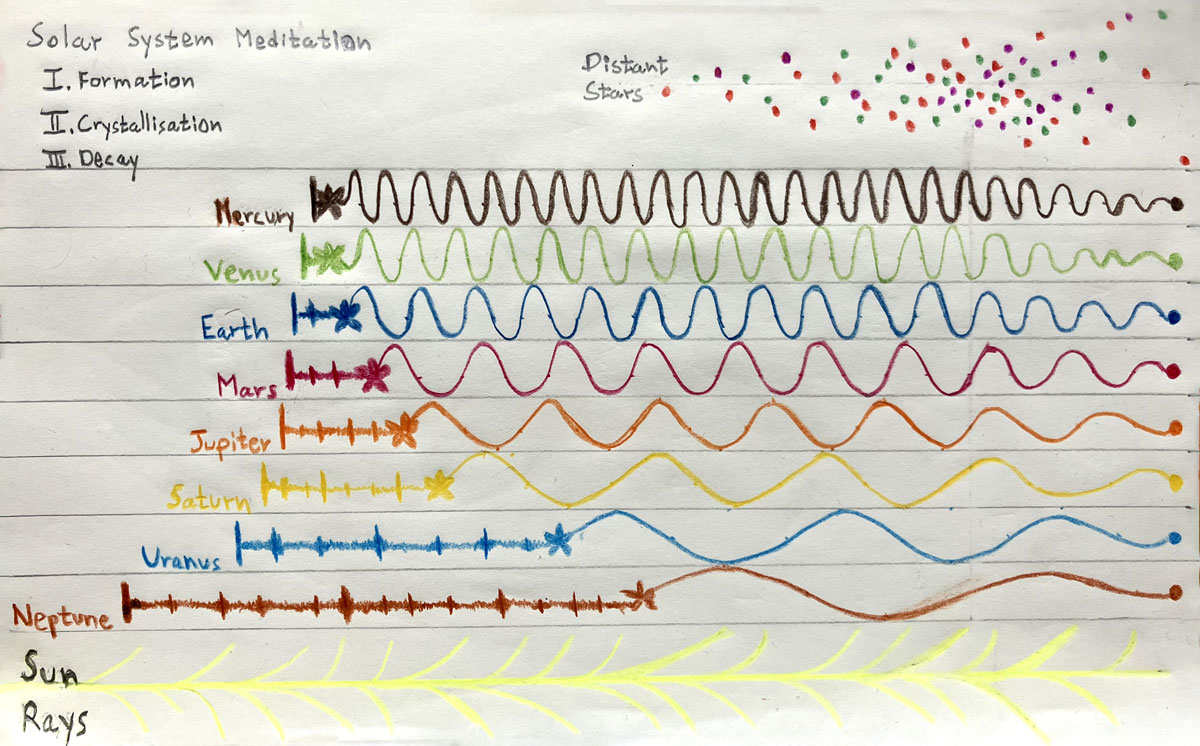 Solar System Meditation
I. Formation
II. Crystallisation
III. Decay
Distant
Stars
Mercury
Venus
Earth
Mars
Jupiter
Saturn
Uranus
Neptune
Sun
Rays